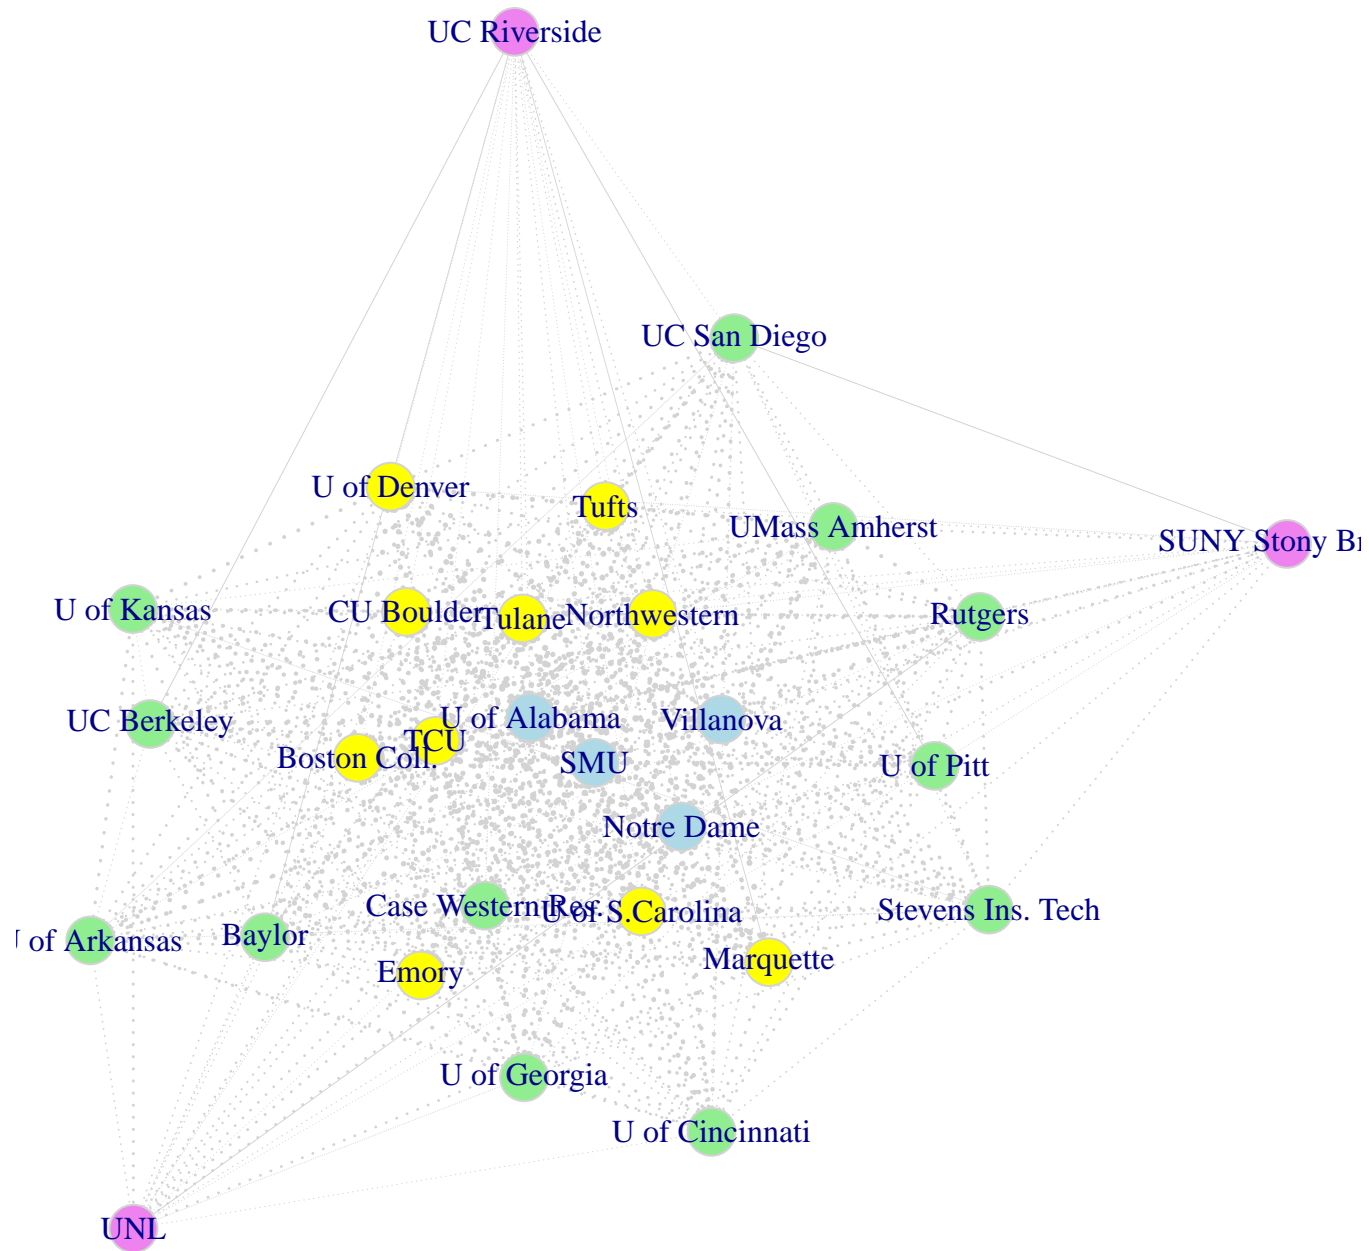 UC Riverside
UC San Diego
U of Denver
Tufts
UMass Amherst
SUNY Stony Br
U of Kansas
CU Boulder
Tulane
Northwestern
Rutgers
UC Berkeley
U of Alabama
Villanova
TCU
Boston Coll.
SMU
U of Pitt
Notre Dame
Case Western Res.
U of S.Carolina
Stevens Ins. Tech
of Arkansas
Baylor
Emory
Marquette
U of Georgia
U of Cincinnati
UNL